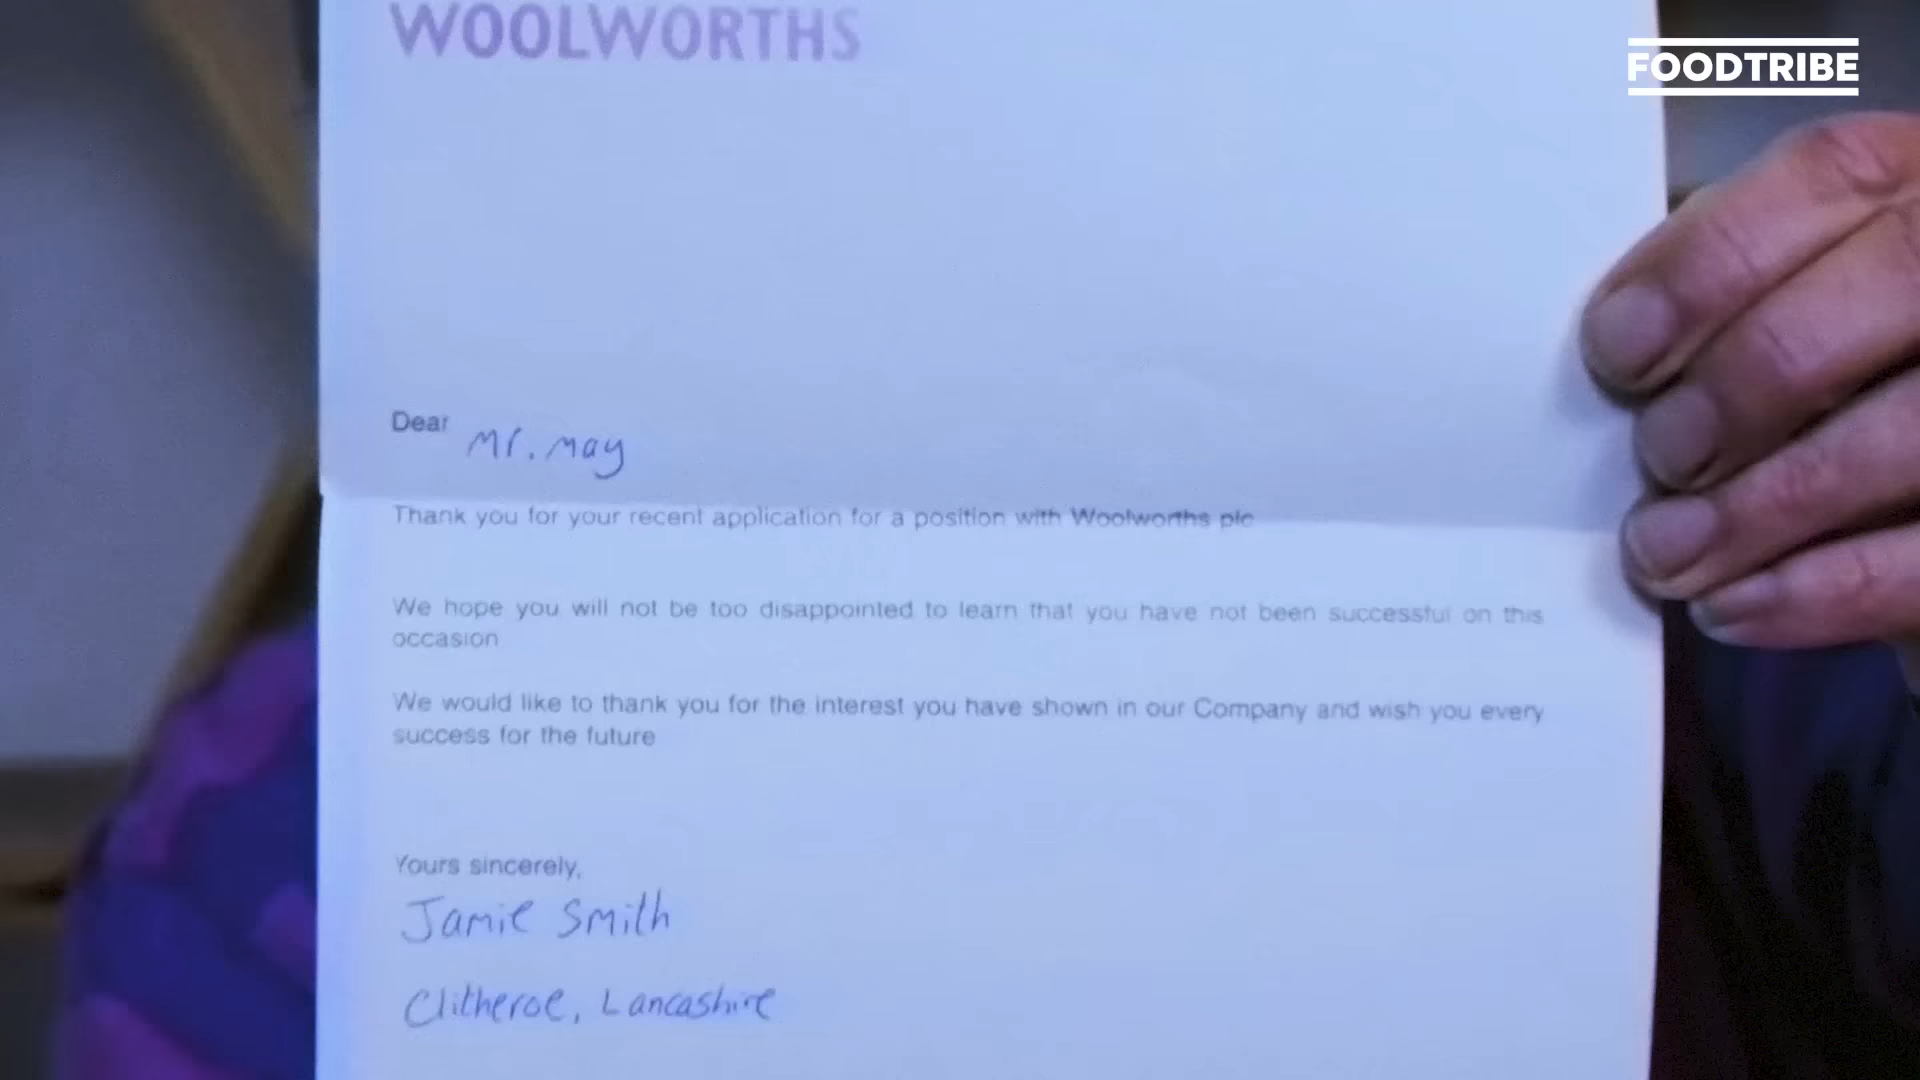 WOOLWORTHS
FOODTRIBE
Dear Mr. May
Thank you for your recent application for a position with Woolworths plc
We hope you will not be too disappointed to learn that you have not been successful on this
occasion
We would like to thank you for the interest you have shown in our Company and wish you every
success for the future
Yours sincerely,
Jamie Smith
Clitheroe, Lancashire